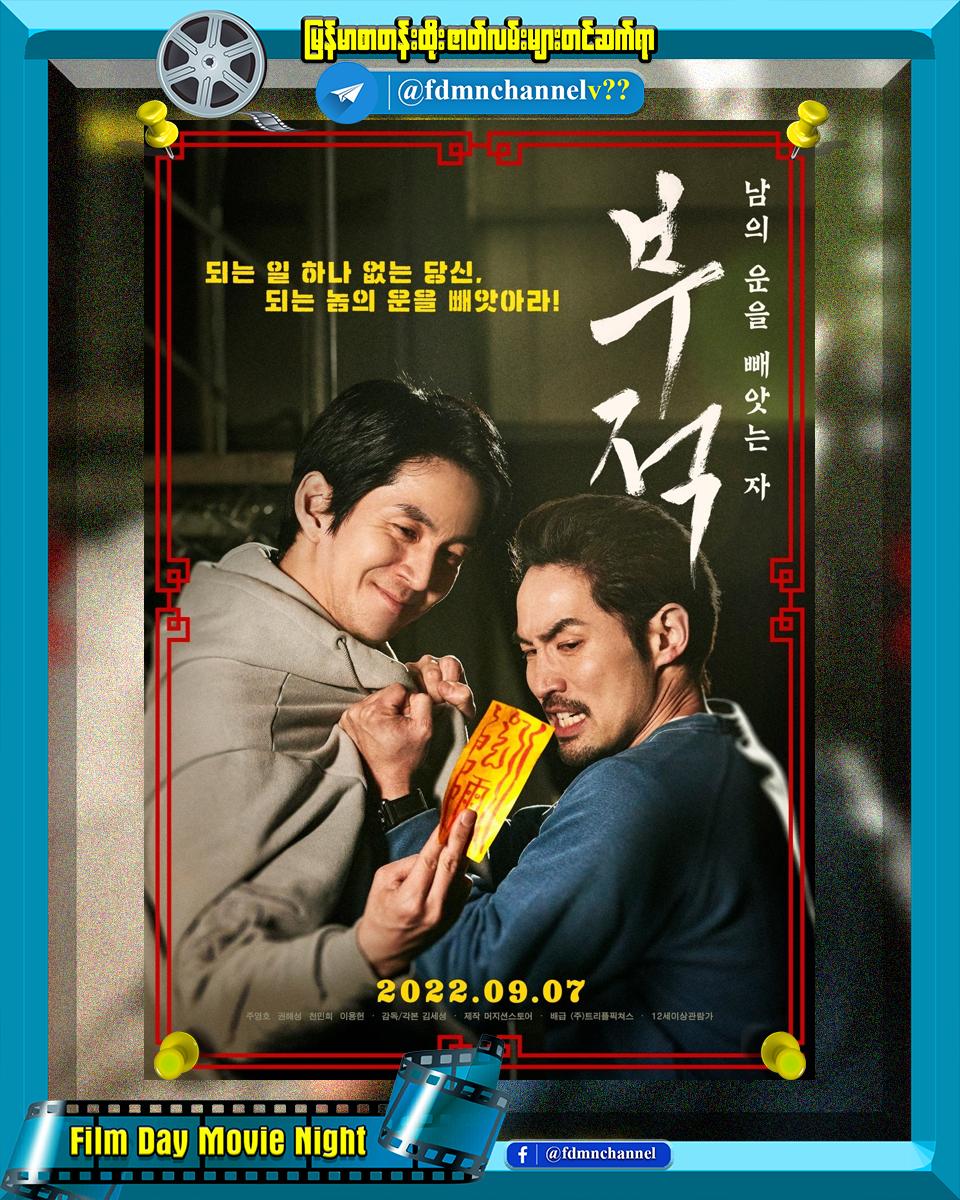 မြန်မာစာတန်းထိုးဇာတ်လမ်းများတင်ဆက်ရာ
@fdmnchannelv??
부적
남의 운을 빼앗는 자
되는 일 하나 없는 당신,
되는 놈의 운을 빼앗아라!
2022.09.07
주영호 권해성 천민희 이용헌 · 감독/각본 김세성 · 제작 머지션스토어 · 배급 (주)트리플픽쳐스 · 12세이상관람가
Film Day Movie Night
@fdmnchannel